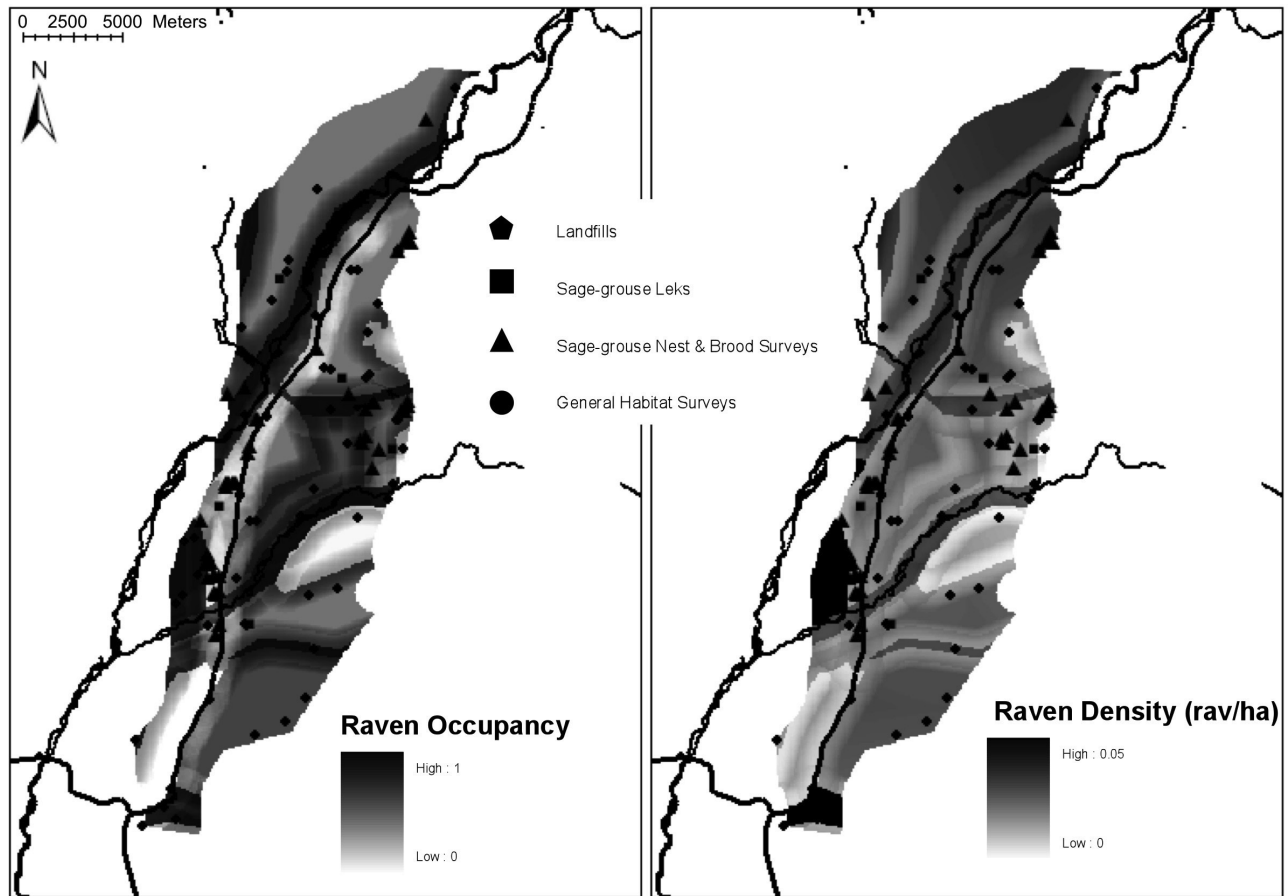 0 2500 5000 Meters
N
Landfills
Sage-grouse Leks
Sage-grouse Nest & Brood Surveys
General Habitat Surveys
Raven Occupancy
High : 1
Low : 0
Raven Density (rav/ha)
High : 0.05
Low : 0